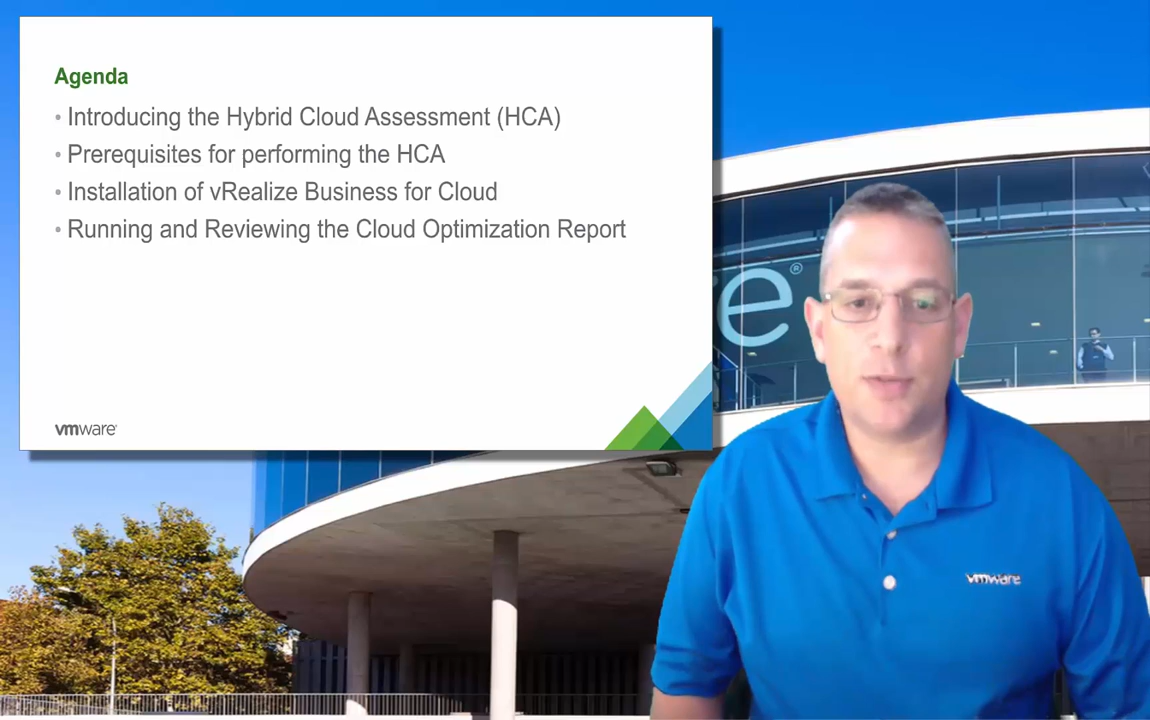 Agenda
• Introducing the Hybrid Cloud Assessment (HCA)
• Prerequisites for performing the HCA
• Installation of vRealize Business for Cloud
• Running and Reviewing the Cloud Optimization Report
vmware
e®
vmware